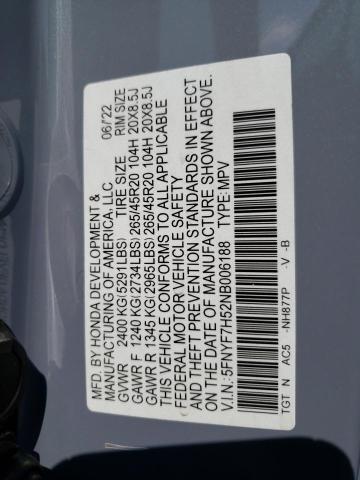 MFD. BY HONDA DEVELOPMENT &
MANUFACTURING OF AMERICA, LLC 06/'22
GVWR 2400 KG(5291LBS) TIRE SIZE RIM SIZE
GAWR F 1240 KG(2734LBS) 265/45R20 104H 20X8.5J
GAWR R 1345 KG(2965LBS) 265/45R20 104H 20X8.5J
THIS VEHICLE CONFORMS TO ALL APPLICABLE
FEDERAL MOTOR VEHICLE SAFETY
AND THEFT PREVENTION STANDARDS IN EFFECT
ON THE DATE OF MANUFACTURE SHOWN ABOVE.
V.I.N.:5FNYF7H52NB006188 TYPE:MPV
TGT N AC5 -NH877P -V -B